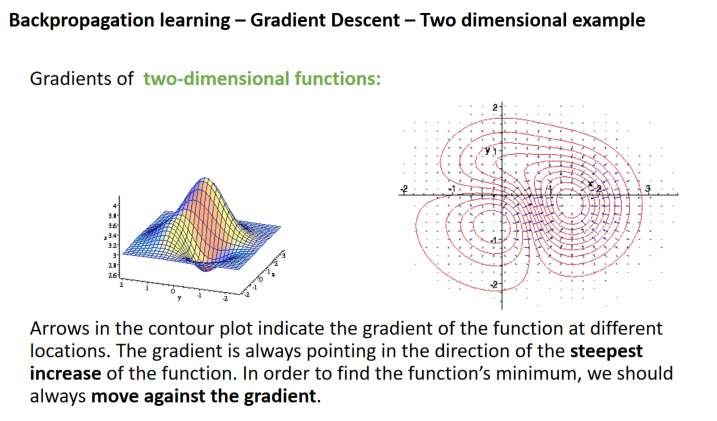 Backpropagation learning – Gradient Descent – Two dimensional example
Gradients of two-dimensional functions:
4
3.8
3.6
3.4
3.2
3
2.8
2.6
2
1
0
y
-1
-2
-2
-1
0
1
x
2
3
2
y 1
-2
-1
1
x 2
3
-1
-2
Arrows in the contour plot indicate the gradient of the function at different
locations. The gradient is always pointing in the direction of the steepest
increase of the function. In order to find the function’s minimum, we should
always move against the gradient.